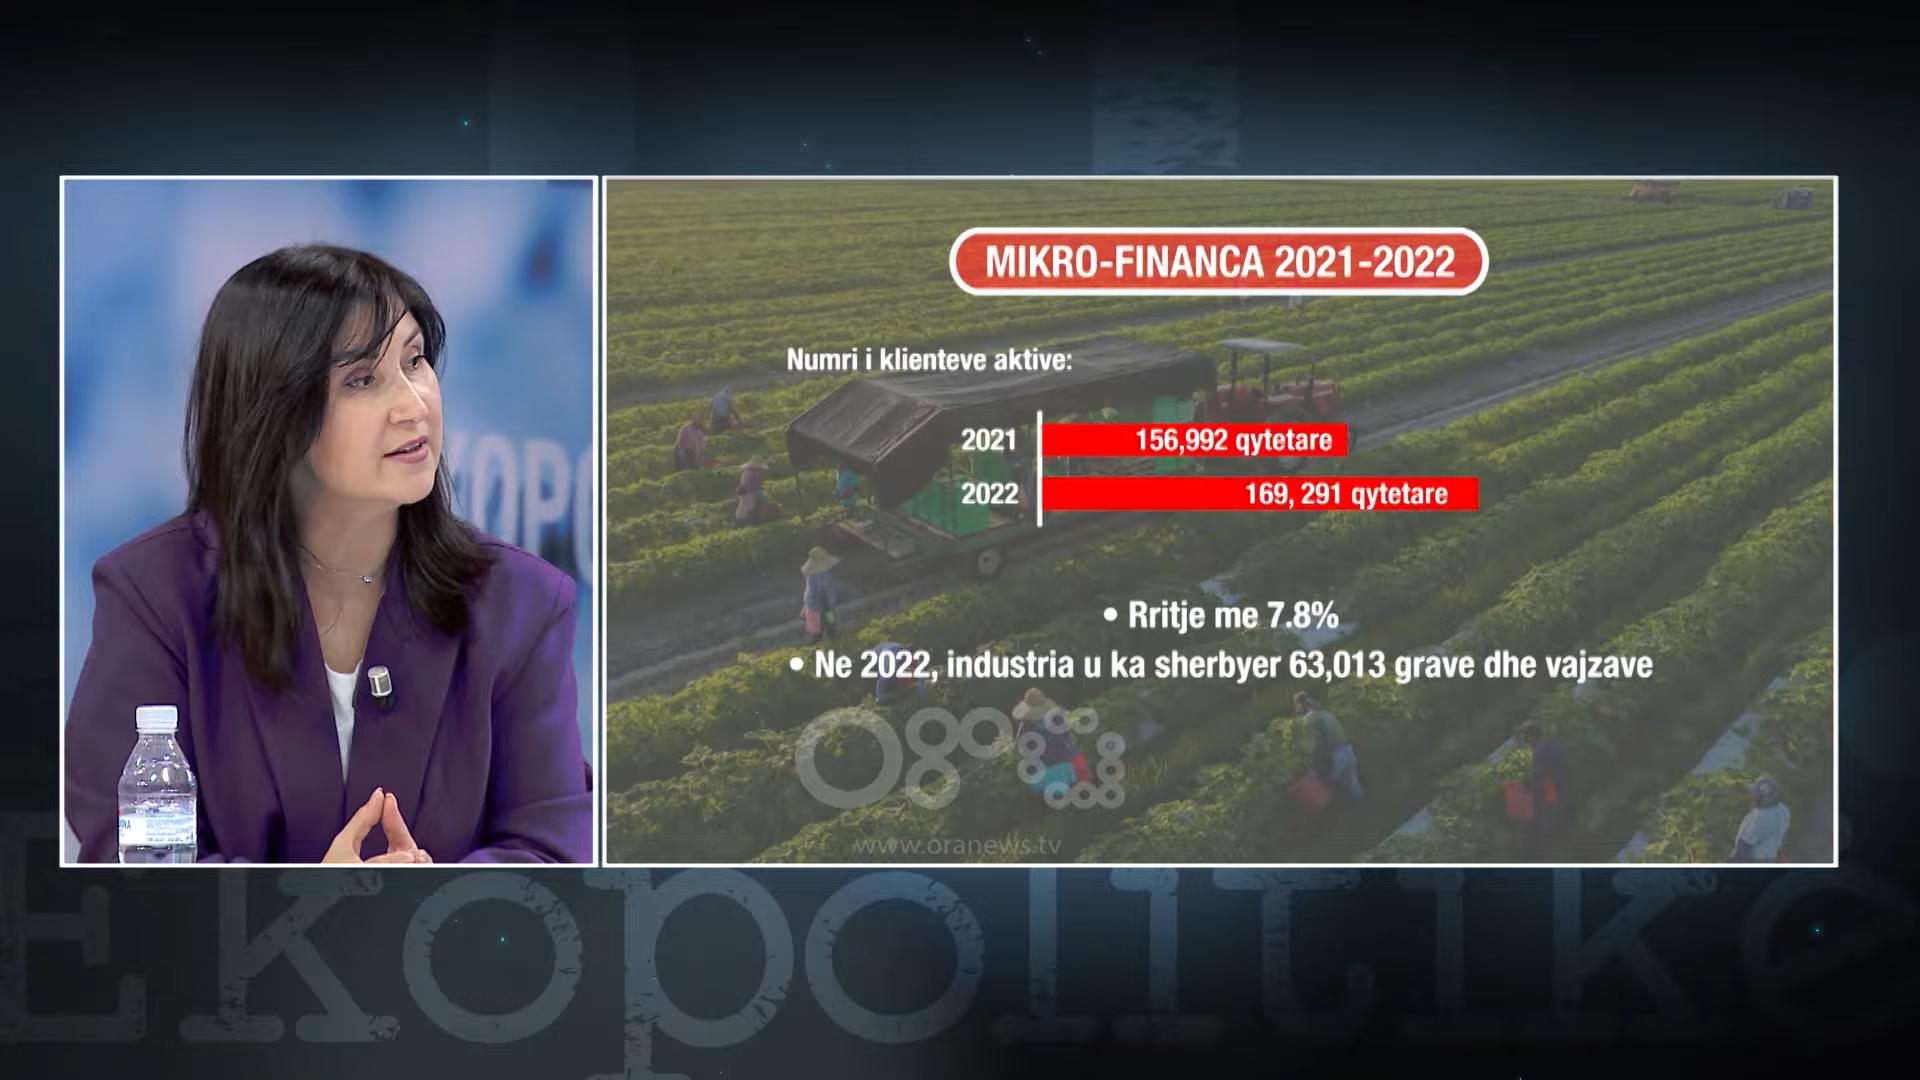 MIKRO-FINANCA 2021-2022
Numri i klienteve aktive:
2021 156,992 qytetare
2022 169, 291 qytetare
• Rritje me 7.8%
• Ne 2022, industria u ka sherbyer 63,013 grave dhe vajzave
www.oranews.tv
KOPO
Ekopolitike